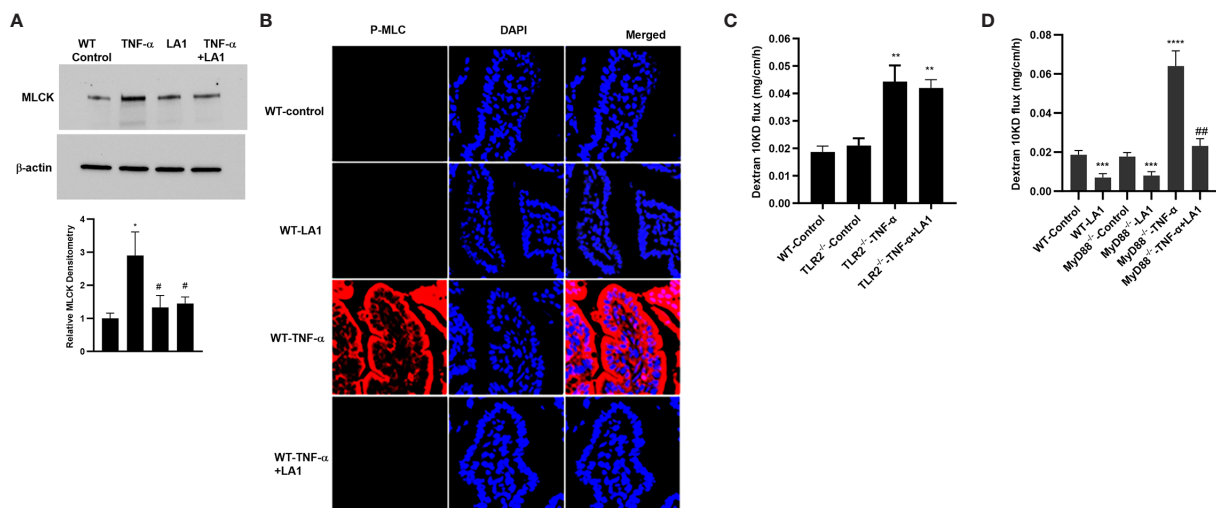 A
WT
Control
TNF-α
LA1
TNF-α
+LA1
MLCK
β-actin
Relative MLCK Densitometry
4
3
2
1
0
*
#
#
B
P-MLC
DAPI
Merged
WT-control
WT-LA1
WT-TNF-α
WT-TNF-α
+LA1
C
Dextran 10KD flux (mg/cm/h)
0.06
0.05
0.04
0.03
0.02
0.01
0.00
**
**
WT-Control
TLR2⁻/⁻-Control
TLR2⁻/⁻-TNF-α
TLR2⁻/⁻-TNF-α+LA1
D
Dextran 10KD flux (mg/cm/h)
0.08
0.06
0.04
0.02
0.00
***
***
****
##
WT-Control
WT-LA1
MyD88⁻/⁻-Control
MyD88⁻/⁻-LA1
MyD88⁻/⁻-TNF-α
MyD88⁻/⁻-TNF-α+LA1